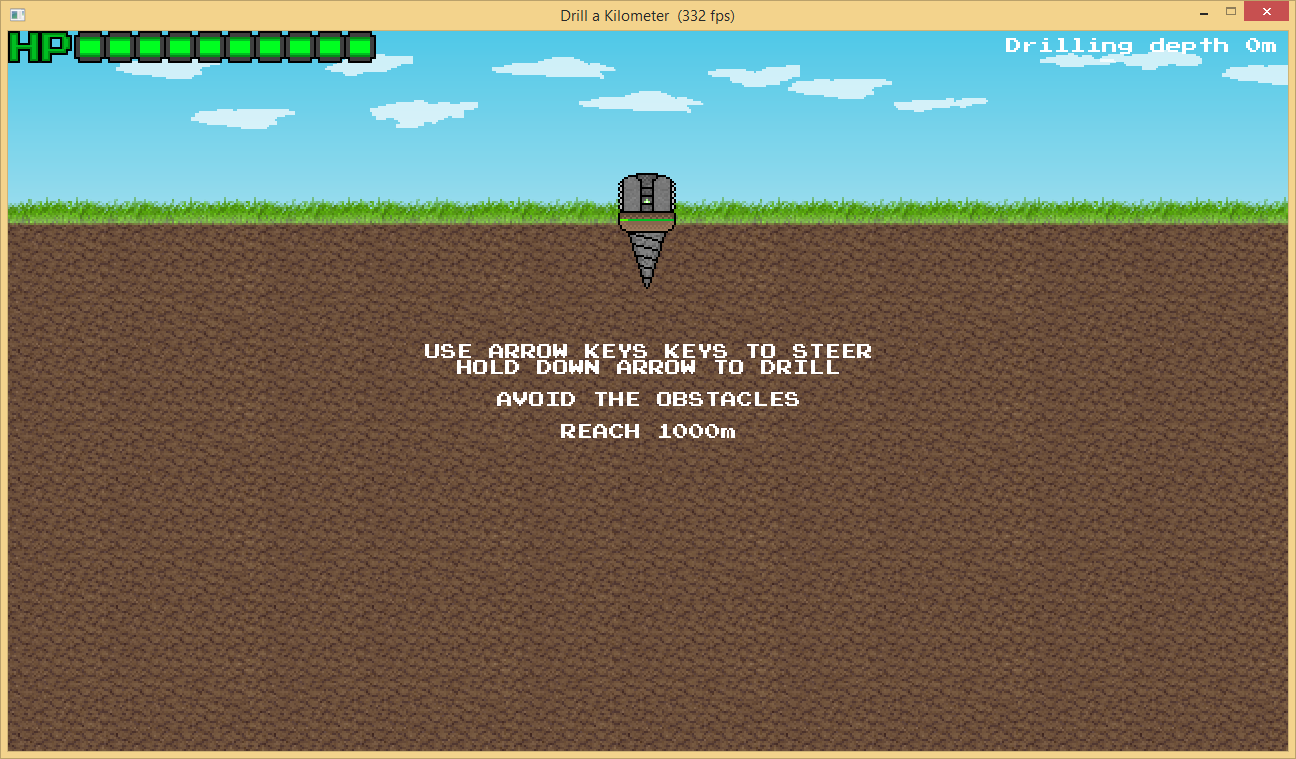 Drill a Kilometer (332 fps)
HP
Drilling depth 0m
USE ARROW KEYS KEYS TO STEER
HOLD DOWN ARROW TO DRILL
AVOID THE OBSTACLES
REACH 1000m